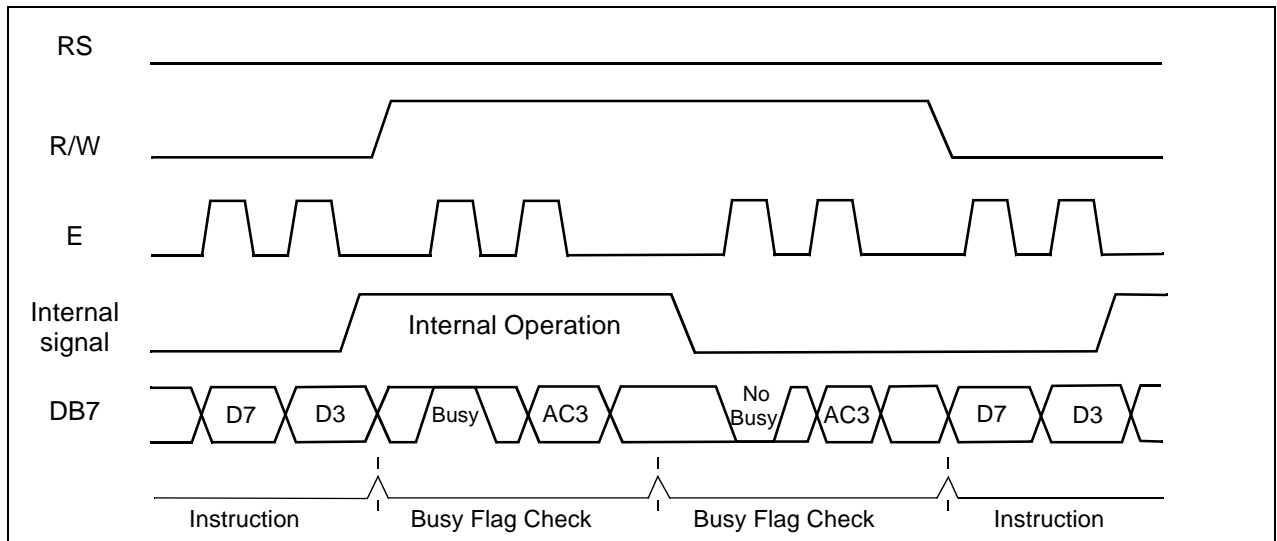 RS
R/W
E
Internal
signal
Internal Operation
DB7
D7
D3
Busy
AC3
No
Busy
AC3
D7
D3
Instruction
Busy Flag Check
Busy Flag Check
Instruction